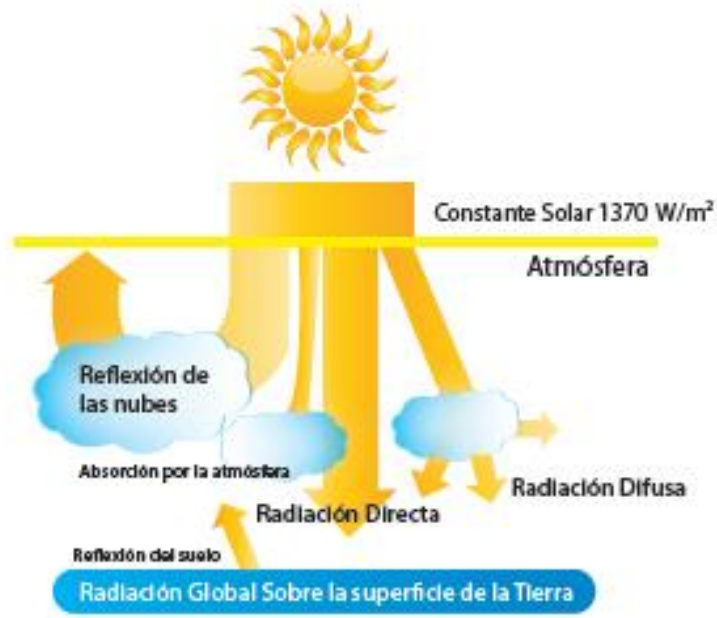 Constante Solar 1370 W/m²
Atmósfera
Reflexión de
las nubes
Absorción por la atmósfera
Radiación Difusa
Radiación Directa
Reflexión del suelo
Radiación Global Sobre la superficie de la Tierra